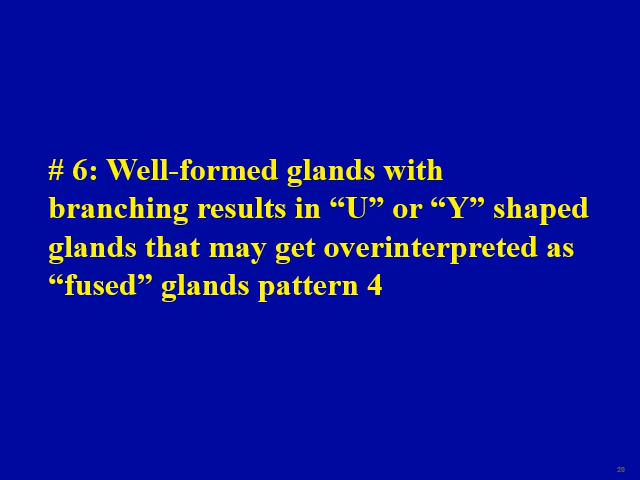 # 6: Well-formed glands with
branching results in “U” or “Y” shaped
glands that may get overinterpreted as
“fused” glands pattern 4
20